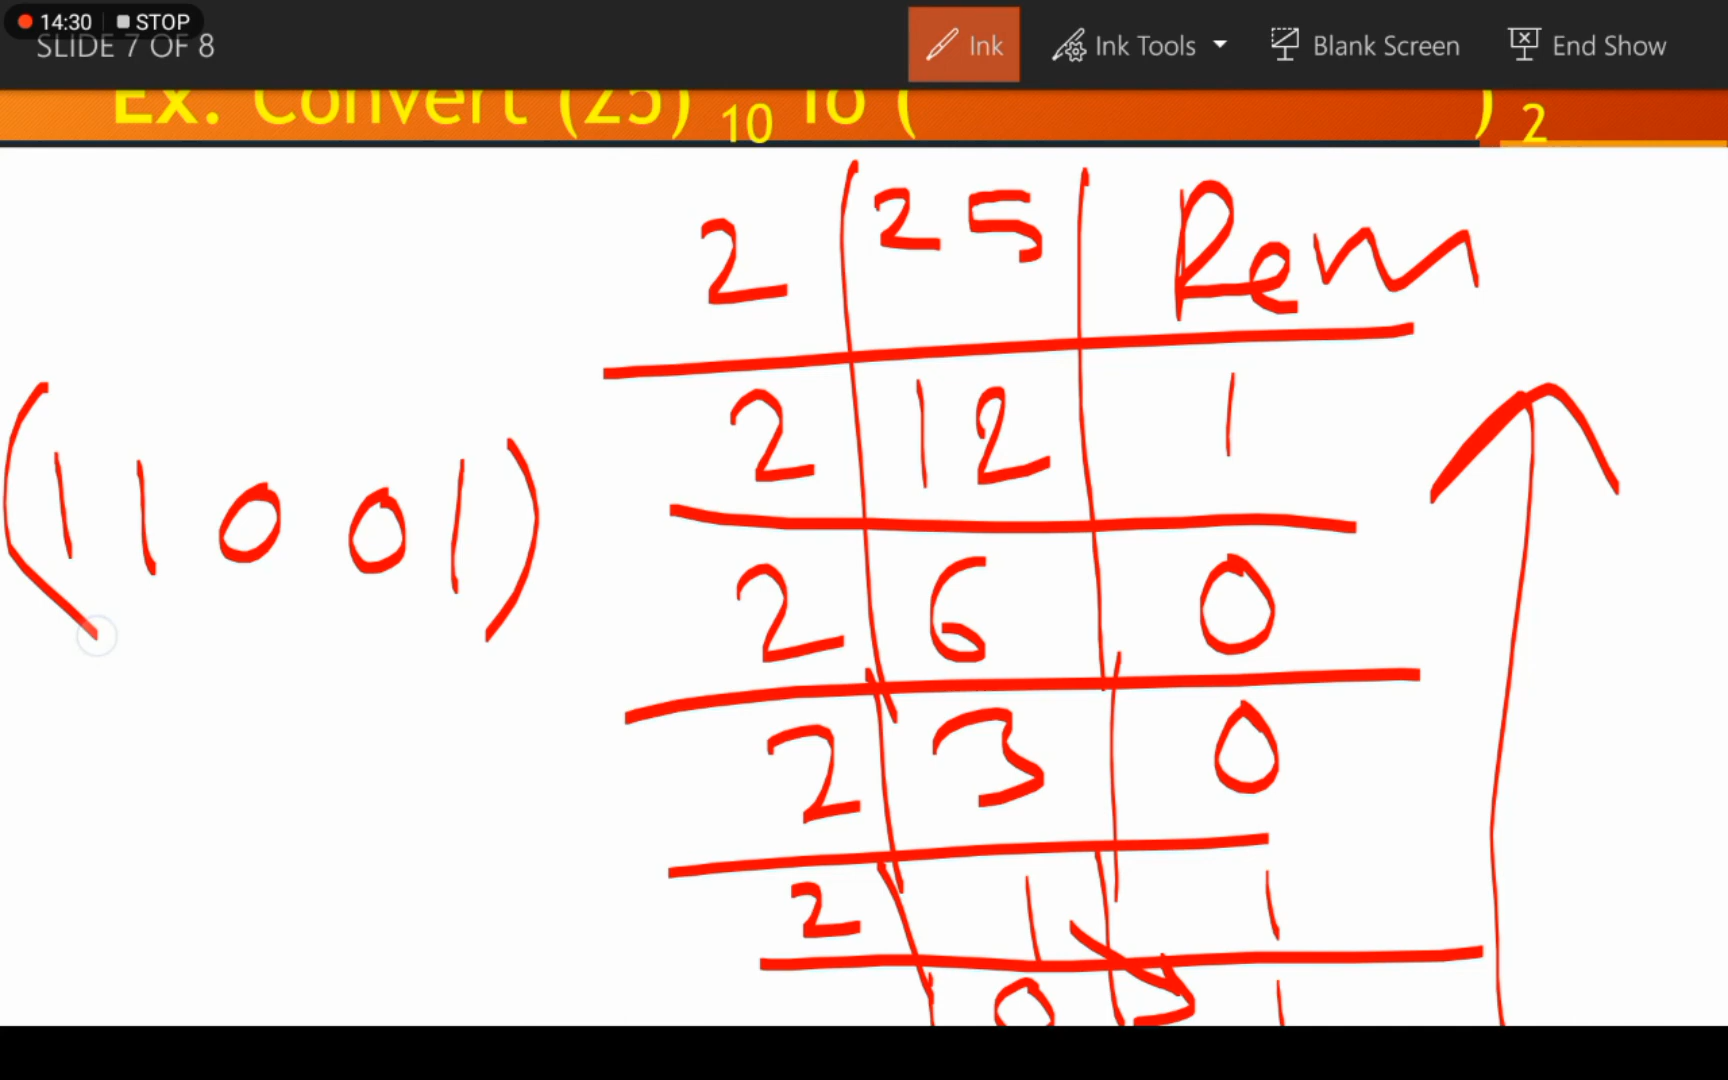 14:30 STOP
SLIDE 7 OF 8 Ink Ink Tools Blank Screen End Show
Ex. Convert (25) 10 To ( ) 2
2 25 Rem
2 12 1
(11001)
2 6 0
2 3 0
2 1 1
0 1